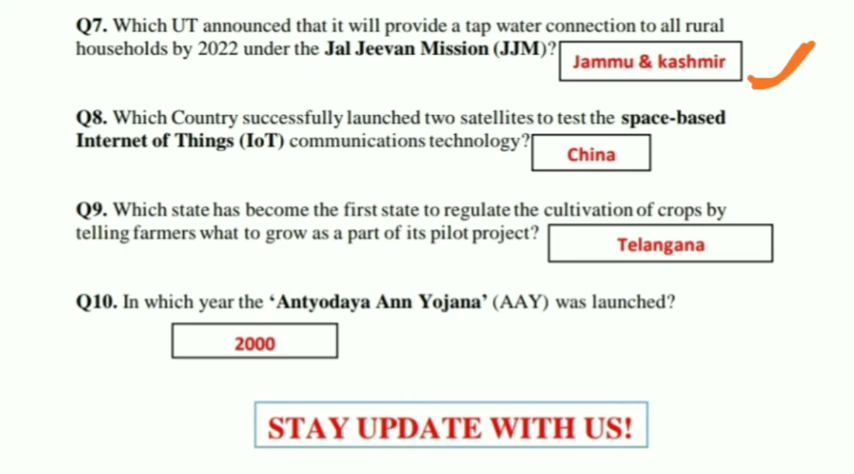 Q7. Which UT announced that it will provide a tap water connection to all rural
households by 2022 under the Jal Jeevan Mission (JJM)?
Jammu & kashmir
Q8. Which Country successfully launched two satellites to test the space-based
Internet of Things (IoT) communications technology?
China
Q9. Which state has become the first state to regulate the cultivation of crops by
telling farmers what to grow as a part of its pilot project?
Telangana
Q10. In which year the ‘Antyodaya Ann Yojana’ (AAY) was launched?
2000
STAY UPDATE WITH US!